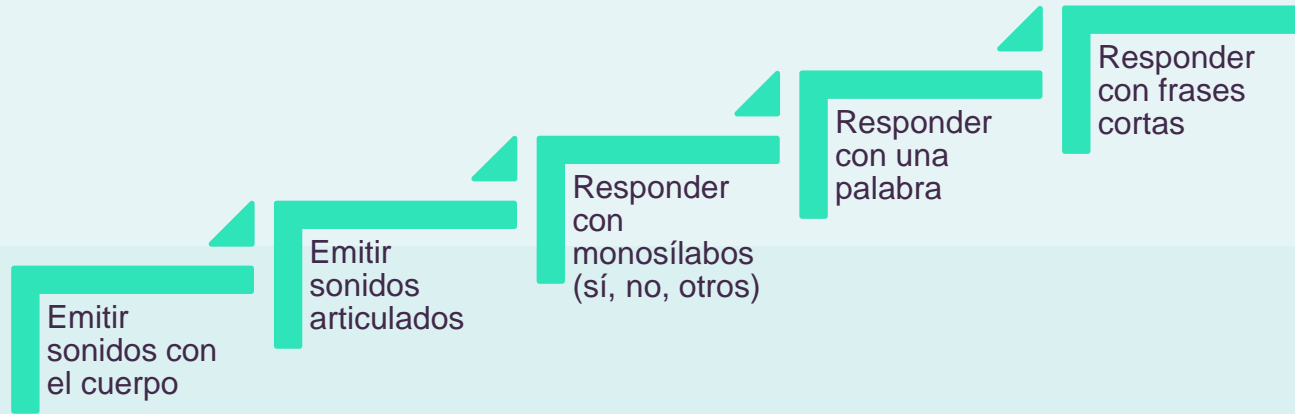 Emitir
sonidos con
el cuerpo
Emitir
sonidos
articulados
Responder
con
monosílabos
(sí, no, otros)
Responder
con una
palabra
Responder
con frases
cortas